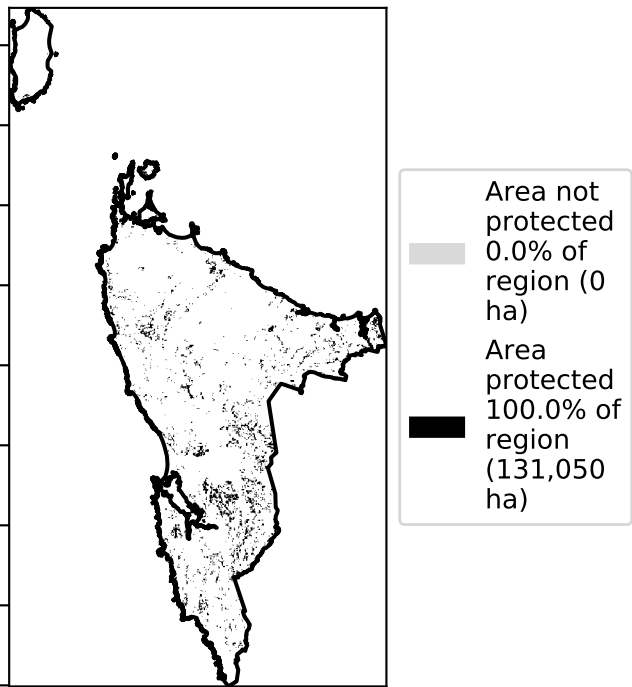 Area not
protected
0.0% of
region (0
ha)
Area
protected
100.0% of
region
(131,050
ha)